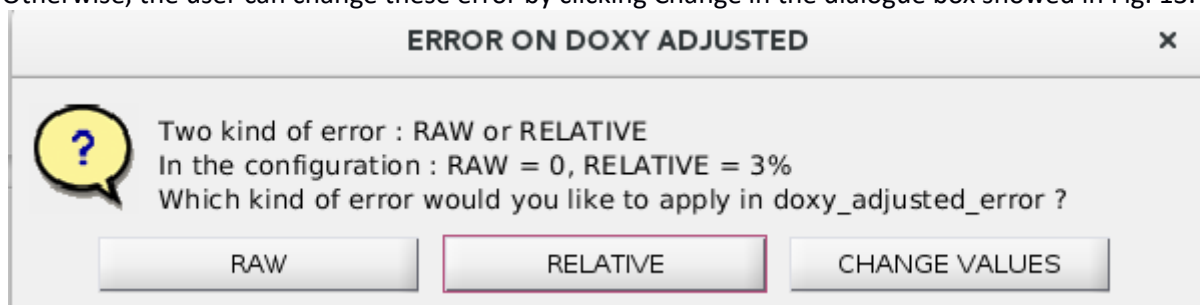 Otherwise, the user can change these error by clicking Change in the dialogue box showed in Fig. 13.
ERROR ON DOXY ADJUSTED
Two kind of error : RAW or RELATIVE
In the configuration : RAW = 0, RELATIVE = 3%
Which kind of error would you like to apply in doxy_adjusted_error ?
RAW RELATIVE CHANGE VALUES